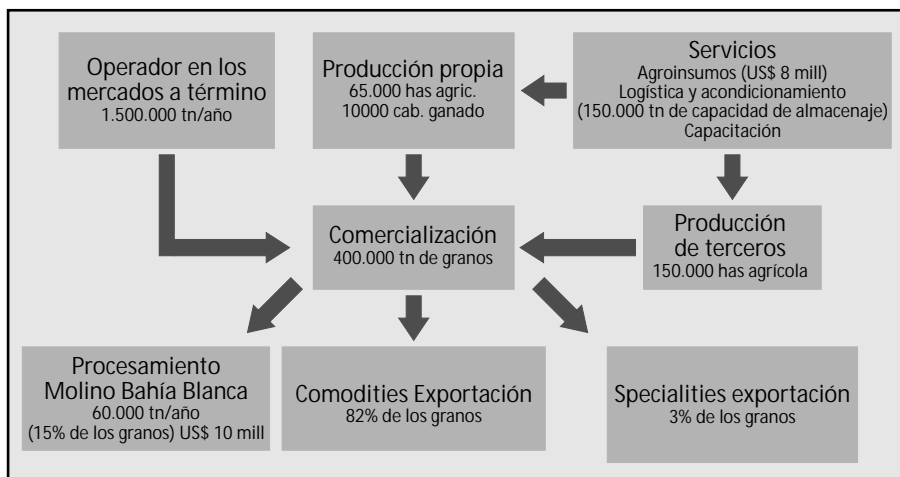 Operador en los
mercados a término
1.500.000 tn/año
Producción propia
65.000 has agric.
10000 cab. ganado
Servicios
Agroinsumos (US$ 8 mill)
Logística y acondicionamiento
(150.000 tn de capacidad de almacenaje)
Capacitación
Comercialización
400.000 tn de granos
Producción
de terceros
150.000 has agrícola
Procesamiento
Molino Bahía Blanca
60.000 tn/año
(15% de los granos) US$ 10 mill
Comodities Exportación
82% de los granos
Specialities exportación
3% de los granos